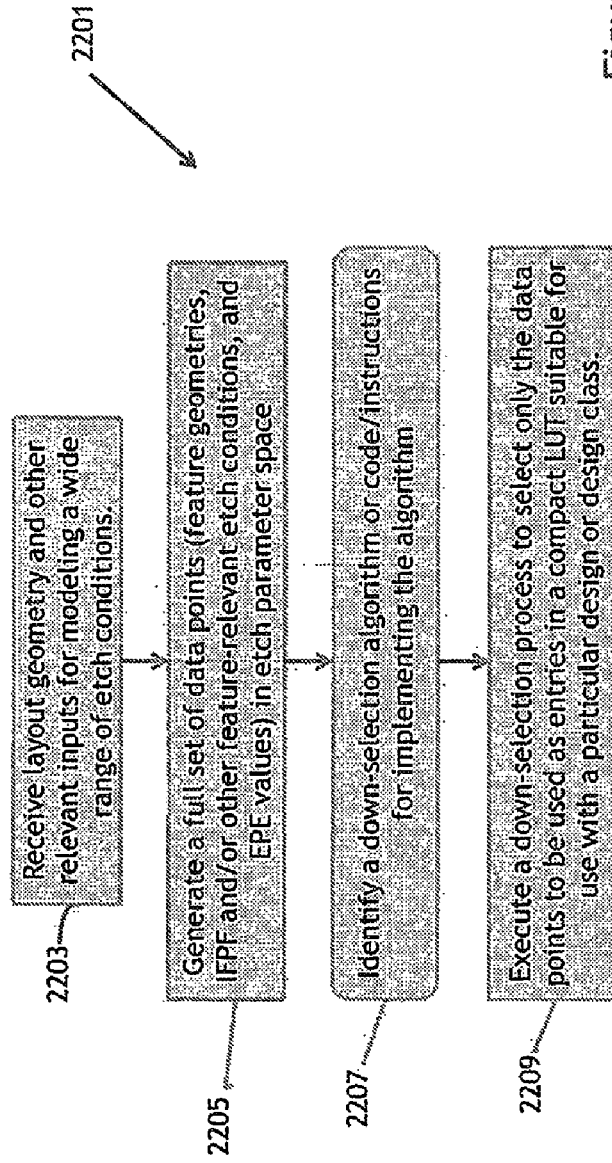 2201
Receive layout geometry and other
relevant inputs for modeling a wide
range of etch conditions.
2203
Generate a full set of data points (feature geometries,
IFPF and/or other feature-relevant etch conditions, and
EPE values) in etch parameter space
2205
Identify a down-selection algorithm or code/instructions
for implementing the algorithm
2207
Execute a down-selection process to select only the data
points to be used as entries in a compact LUT suitable for
use with a particular design or design class.
2209